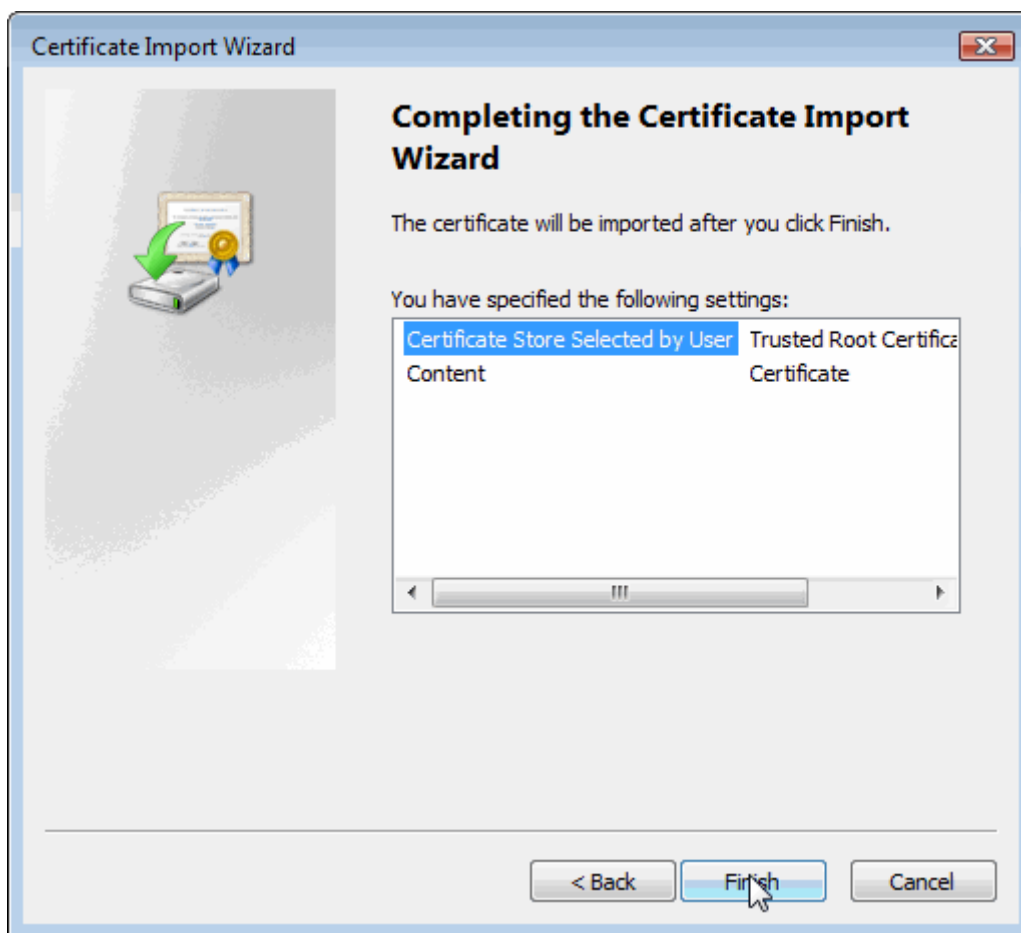 Certificate Import Wizard
Completing the Certificate Import
Wizard
The certificate will be imported after you click Finish.
You have specified the following settings:
Certificate Store Selected by User Trusted Root Certifica
Content Certificate
< Back Finish Cancel